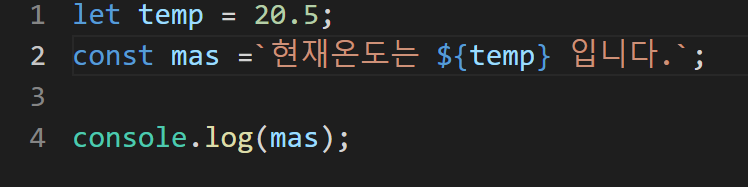 1 let temp = 20.5;
2 const mas =`현재온도는 ${temp} 입니다.`;
3
4 console.log(mas);